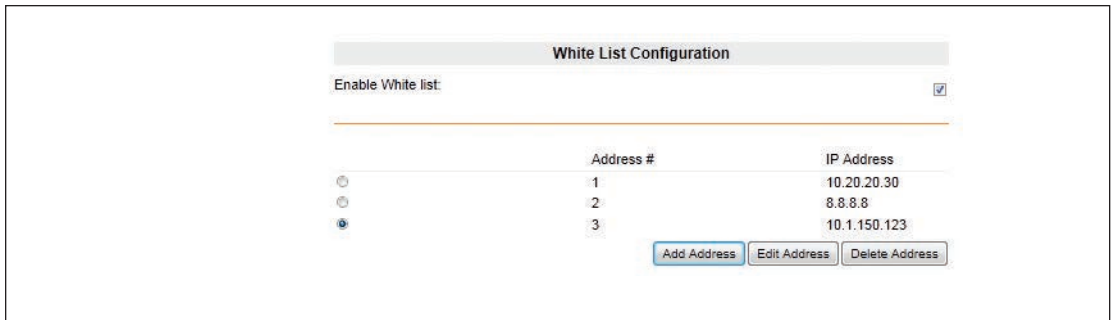 White List Configuration
Enable White list:
Address # IP Address
1 10.20.20.30
2 8.8.8.8
3 10.1.150.123
Add Address Edit Address Delete Address